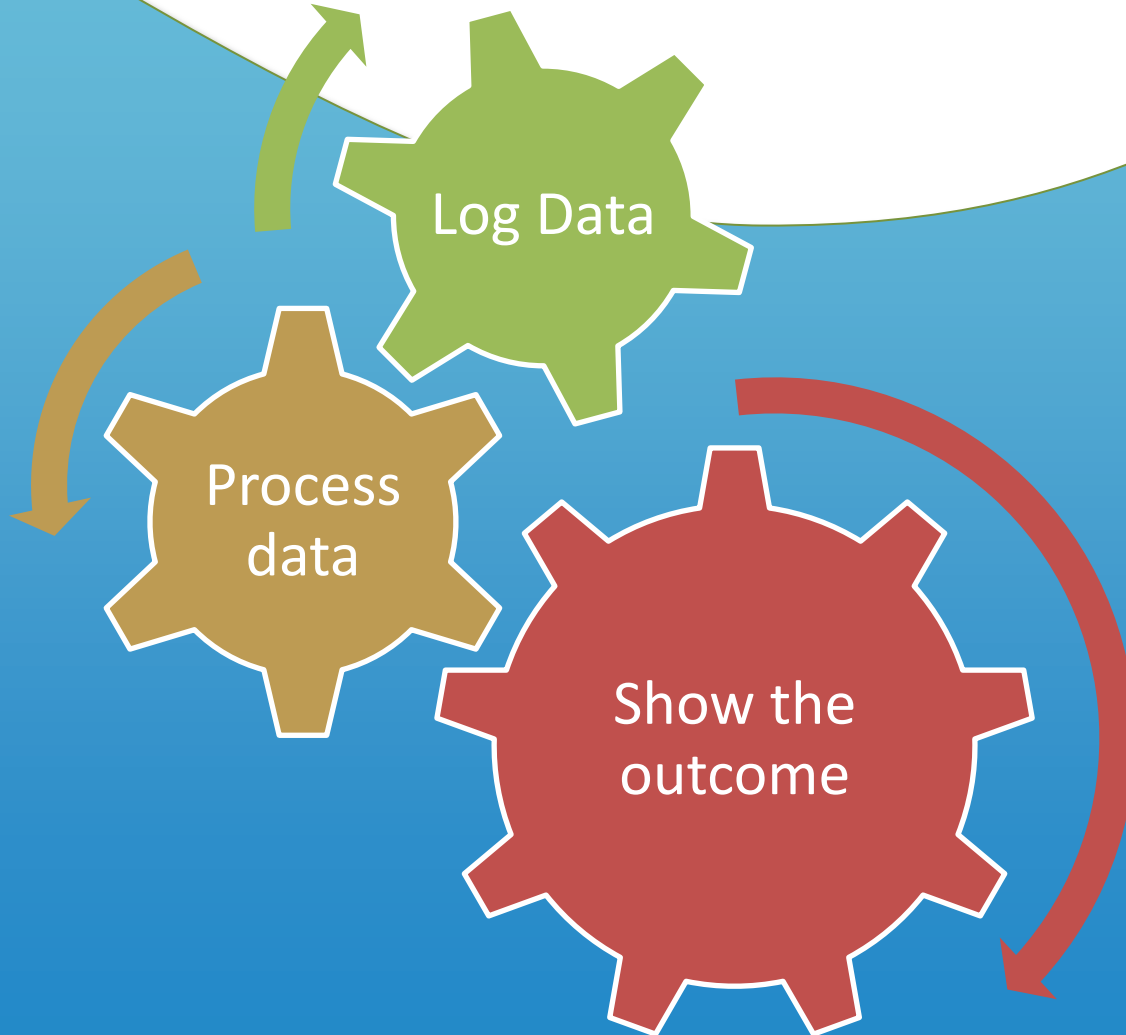 Log Data
Process
data
Show the
outcome